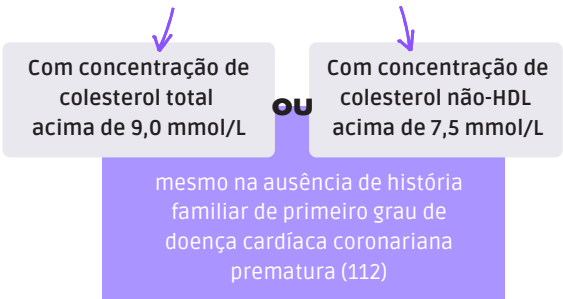 Com concentração de
colesterol total
acima de 9,0 mmol/L
ou
Com concentração de
colesterol não-HDL
acima de 7,5 mmol/L
mesmo na ausência de história
familiar de primeiro grau de
doença cardíaca coronariana
prematura (112)